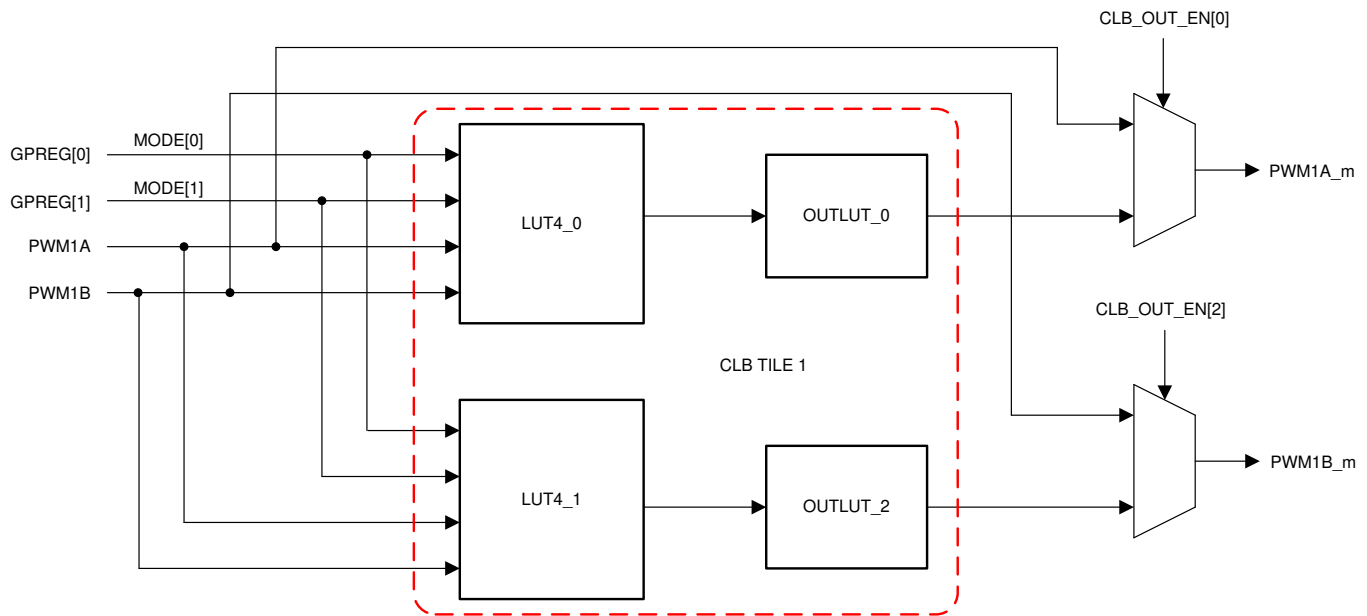 CLB_OUT_EN[0]
GPREG[0]
MODE[0]
PWM1A_m
GPREG[1]
MODE[1]
LUT4_0
OUTLUT_0
PWM1A
PWM1B
CLB_OUT_EN[2]
CLB TILE 1
PWM1B_m
LUT4_1
OUTLUT_2